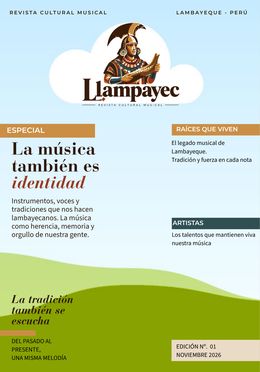 REVISTA CULTURAL MUSICAL
LAMBAYEQUE - PERÚ
Llampayec
REVISTA CULTURAL MUSICAL
ESPECIAL
La música
también es
identidad
Instrumentos, voces y
tradiciones que nos hacen
lambayecanos. La música
como herencia, memoria y
orgullo de nuestra gente.
RAÍCES QUE VIVEN
El legado musical de
Lambayeque.
Tradición y fuerza en cada nota
ARTISTAS
Los talentos que mantienen viva
nuestra música
La tradición
también se
escucha
DEL PASADO AL
PRESENTE,
UNA MISMA MELODÍA
EDICIÓN Nº. 01
NOVIEMBRE 2026